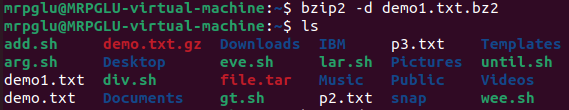 mrpglu@MRPGLU-virtual-machine:~$ bzip2 -d demo1.txt.bz2
mrpglu@MRPGLU-virtual-machine:~$ ls
add.sh demo.txt.gz Downloads IBM p3.txt Templates
arg.sh Desktop eve.sh lar.sh Pictures until.sh
demo1.txt div.sh file.tar Music Public Videos
demo.txt Documents gt.sh p2.txt snap wee.sh